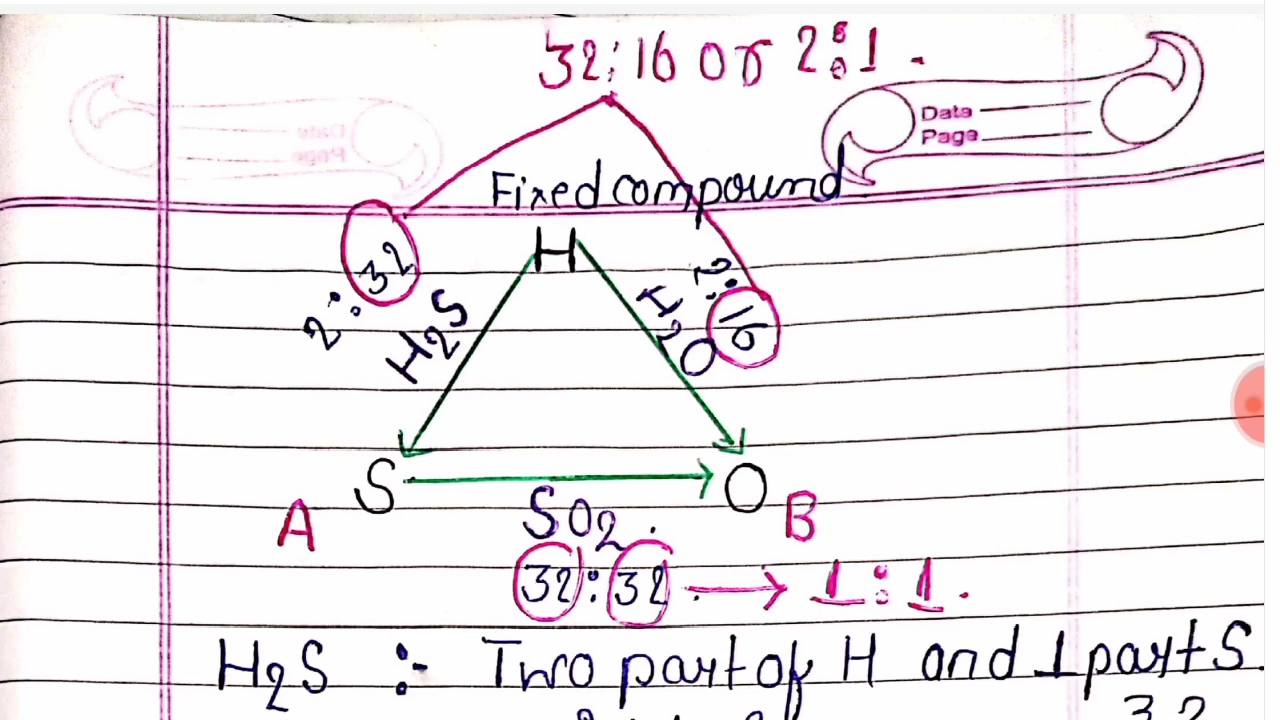 32:16 or 2:1.
Data
Page
Fixed compound
H
2:32
H2S
2:16
H2O
S
O
A
SO2.
B
32:32. → 1:1.
H2S :- Two part of H and 1 part S.
32